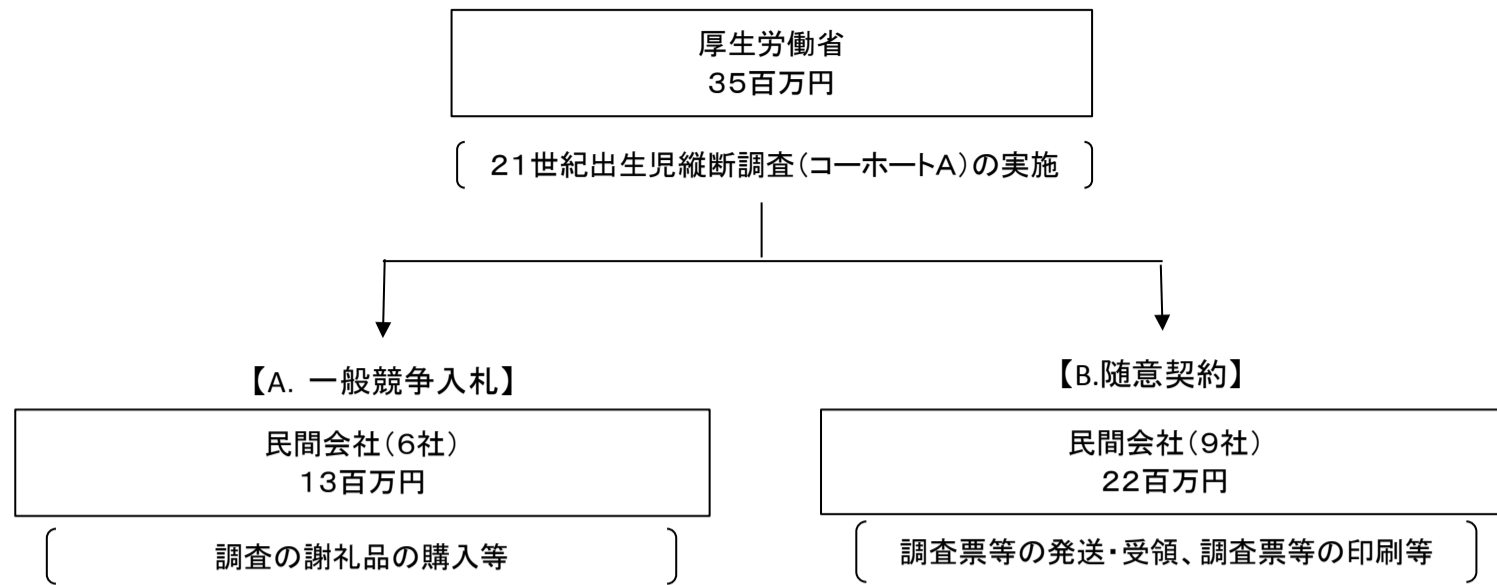 厚生労働省
35百万円
21世紀出生児縦断調査(コーホートA)の実施
【A. 一般競争入札】
民間会社(6社)
13百万円
調査の謝礼品の購入等
【B.随意契約】
民間会社(9社)
22百万円
調査票等の発送・受領、調査票等の印刷等